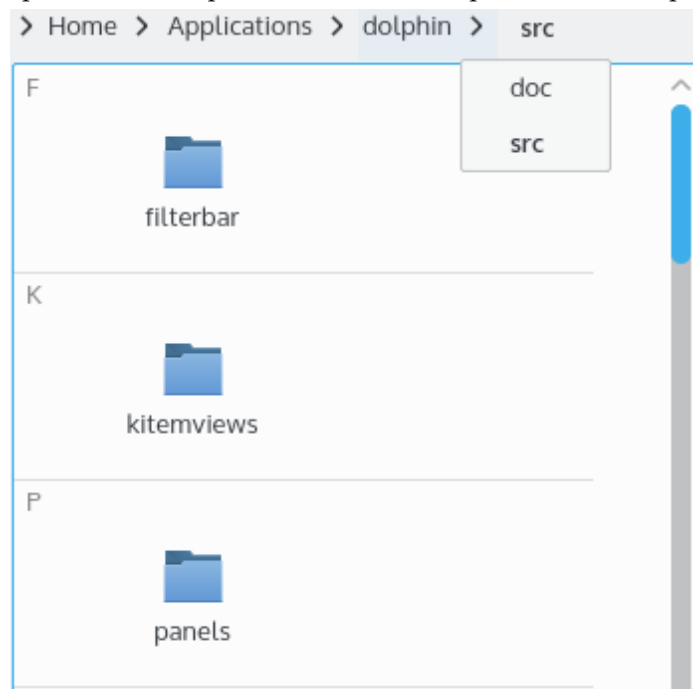 > Home > Applications > dolphin > src
doc
src
F
filterbar
K
kitemviews
P
panels